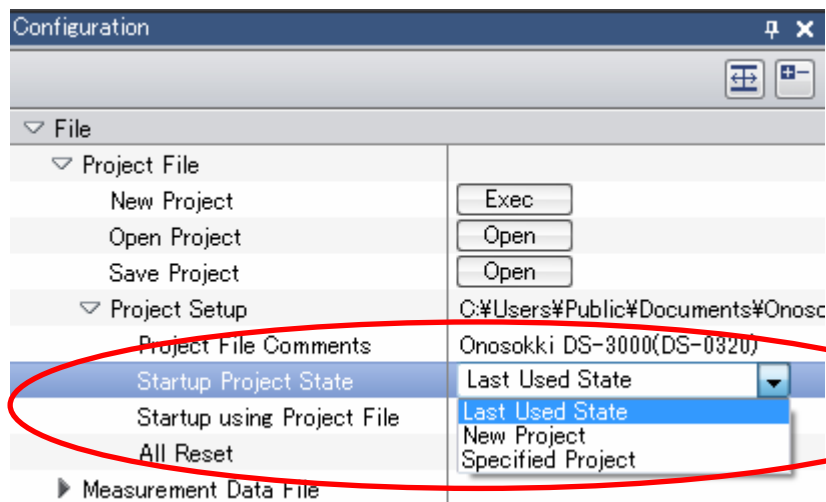 Configuration
File
Project File
New Project Exec
Open Project Open
Save Project Open
Project Setup C:¥Users¥Public¥Documents¥Onoso
Project File Comments Onosokki DS-3000(DS-0320)
Startup Project State Last Used State
Startup using Project File Last Used State
New Project
All Reset Specified Project
Measurement Data File